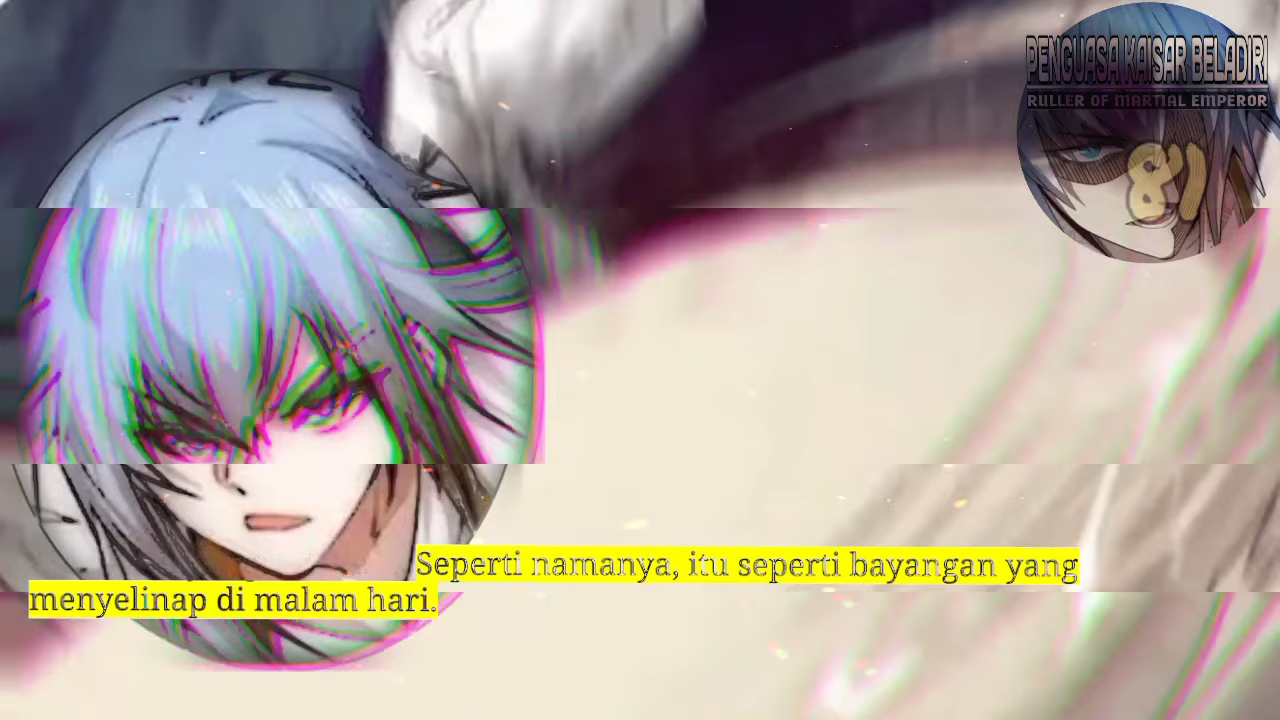 PENGUASA KAISAR BELADIRI
RULLER OF MARTIAL EMPEROR
81
Seperti namanya, itu seperti bayangan yang
menyelinap di malam hari.